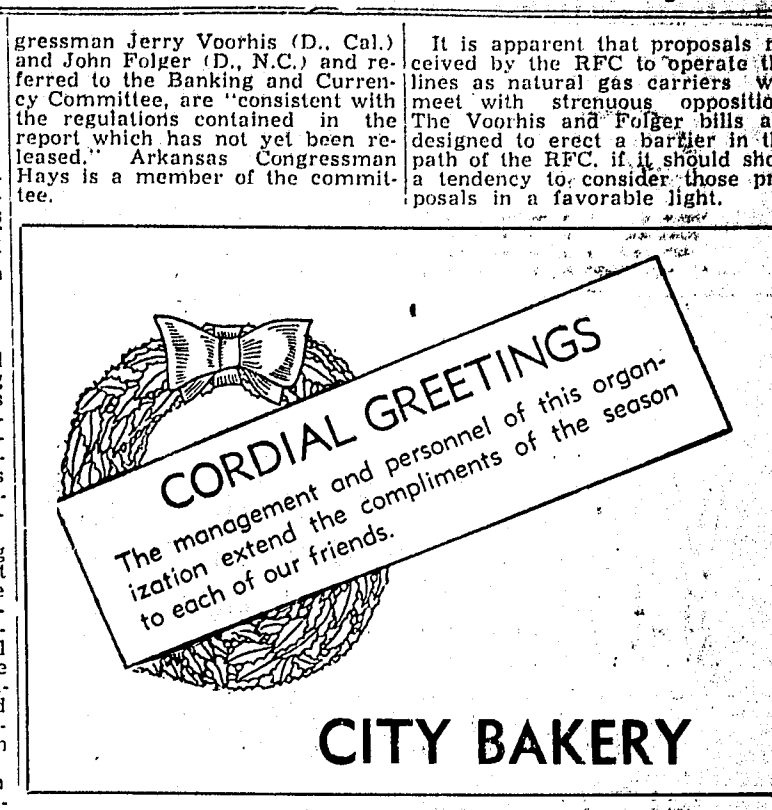 gressman Jerry Voorhis (D., Cal.)
and John Folger (D., N.C.) and re-
ferred to the Banking and Curren-
cy Committee, are "consistent with
the regulations contained in the
report which has not yet been re-
leased." Arkansas Congressman
Hays is a member of the commit-
tee.
It is apparent that proposals
ceived by the RFC to operate
lines as natural gas carriers
meet with strenuous
The Voorhis and Folger bills
designed to erect a barrier in
path of the RFC. if it should
a tendency to consider those
posals in a favorable light.
CORDIAL GREETINGS
The management and personnel of this organ-
ization extend the compliments of the season
to each of our friends.
CITY BAKERY